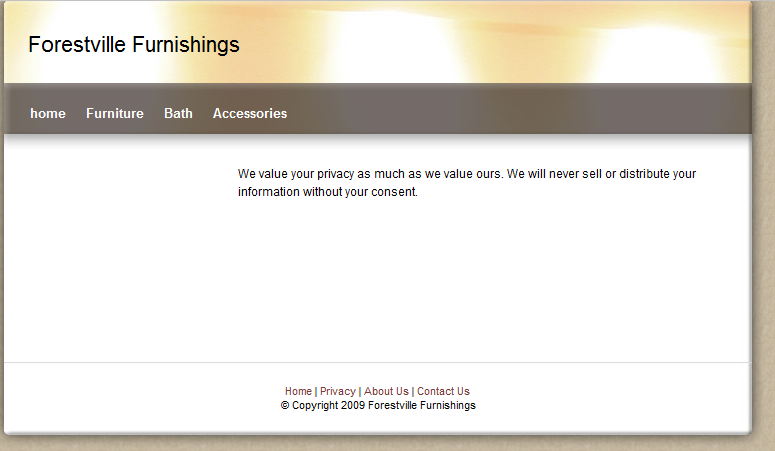 Forestville Furnishings
home Furniture Bath Accessories
We value your privacy as much as we value ours. We will never sell or distribute your
information without your consent.
Home | Privacy | About Us | Contact Us
© Copyright 2009 Forestville Furnishings